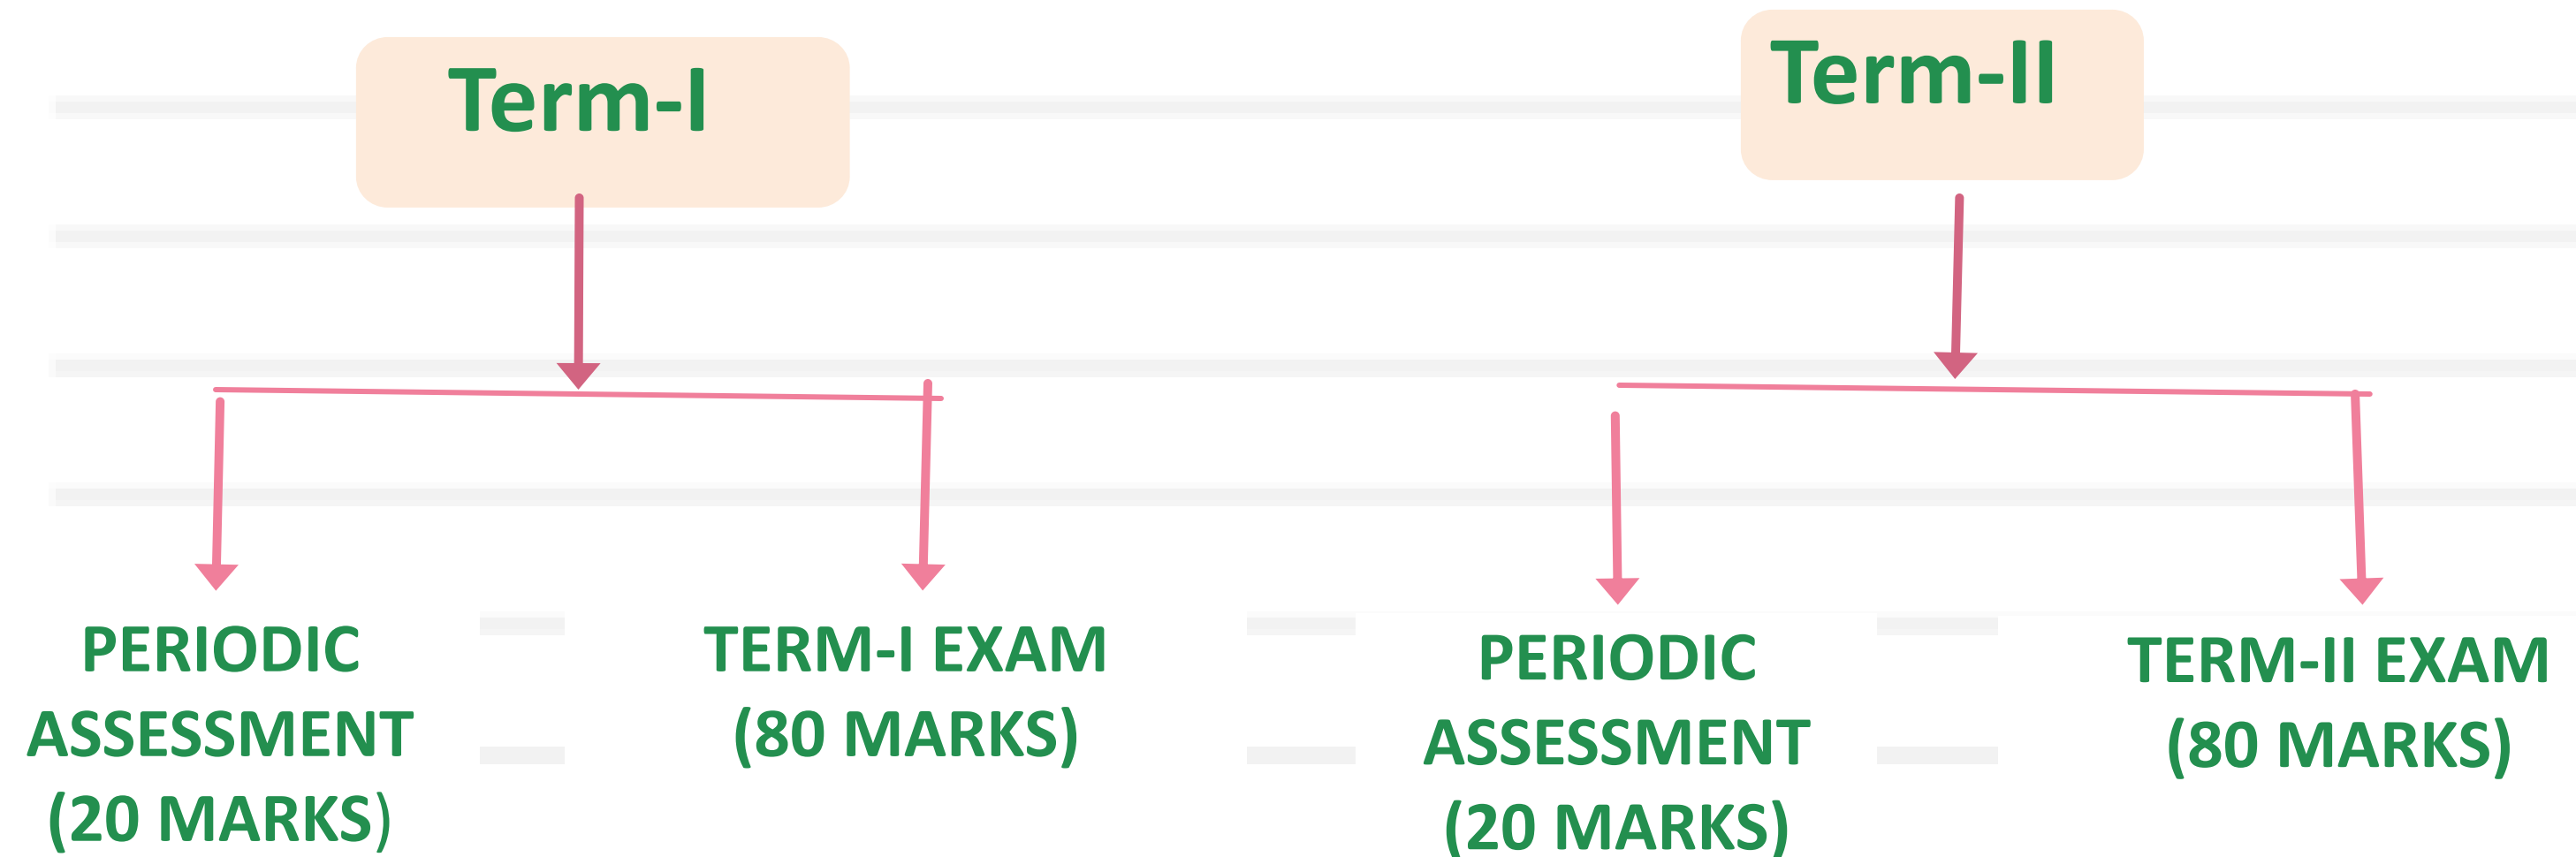 Term-I
Term-II
PERIODIC
ASSESSMENT
(20 MARKS)
TERM-I EXAM
(80 MARKS)
PERIODIC
ASSESSMENT
(20 MARKS)
TERM-II EXAM
(80 MARKS)